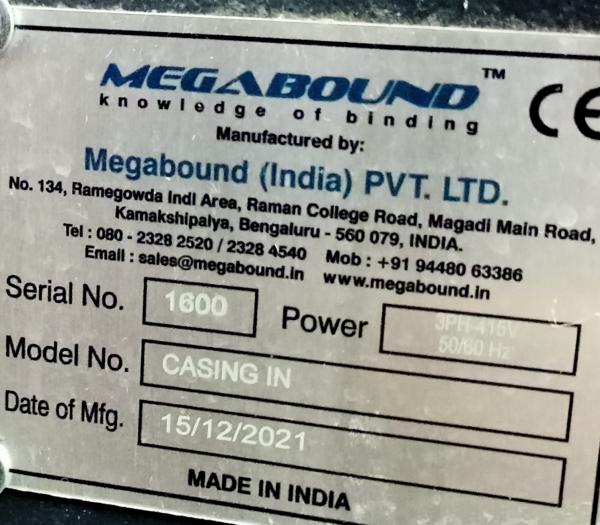 MEGABOUND™ CE
knowledge of binding
Manufactured by:
Megabound (India) PVT. LTD.
No. 134, Ramegowda Indl Area, Raman College Road, Magadi Main Road,
Kamakshipalya, Bengaluru - 560 079, INDIA.
Tel : 080 - 2328 2520 / 2328 4540 Mob : +91 94480 63386
Email : sales@megabound.in www.megabound.in
Serial No. 1600 Power 3PH-415V
50/60 Hz
Model No. CASING IN
Date of Mfg. 15/12/2021
MADE IN INDIA